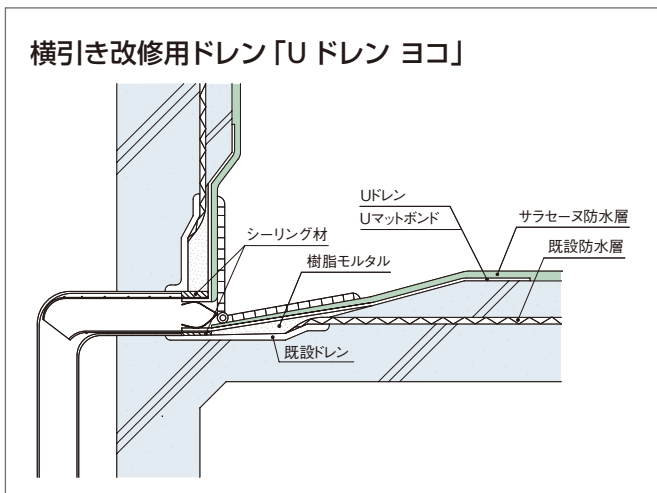 横引き改修用ドレン「U ドレン ヨコ」
Uドレン
Uマットボンド
サラセーヌ防水層
シーリング材
既設防水層
樹脂モルタル
既設ドレン